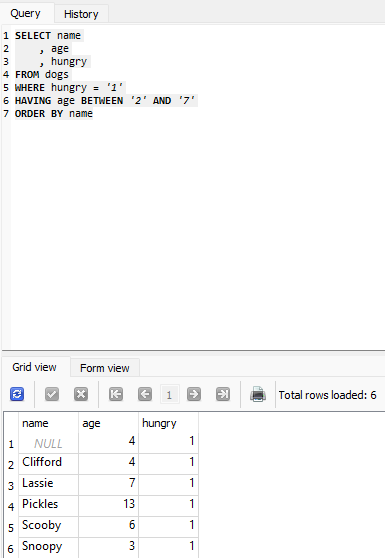 Query History
1 SELECT name
2 , age
3 , hungry
4 FROM dogs
5 WHERE hungry = '1'
6 HAVING age BETWEEN '2' AND '7'
7 ORDER BY name
Grid view Form view
1 Total rows loaded: 6
name age hungry
1 NULL 4 1
2 Clifford 4 1
3 Lassie 7 1
4 Pickles 13 1
5 Scooby 6 1
6 Snoopy 3 1